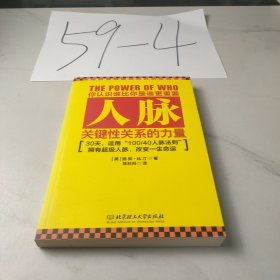 59-4
THE POWER OF WHO
你认识谁比你是谁更重要
人脉
关键性关系的力量
30天,运用“100/40人脉法则”
拥有超级人脉,改变一生命运
北京理工大学出版社